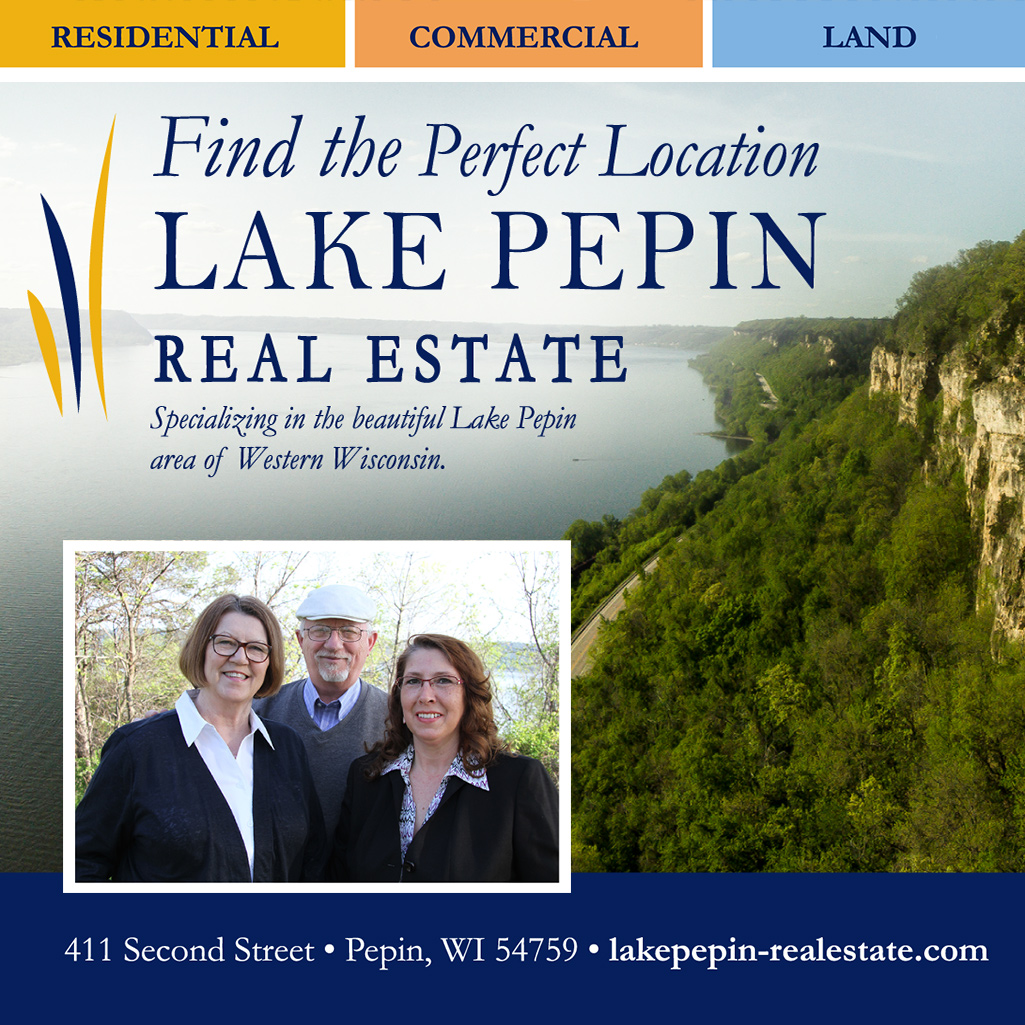 RESIDENTIAL
COMMERCIAL
LAND
Find the Perfect Location
LAKE PEPIN
REAL ESTATE
Specializing in the beautiful Lake Pepin
area of Western Wisconsin.
411 Second Street • Pepin, WI 54759 • lakepepin-realestate.com